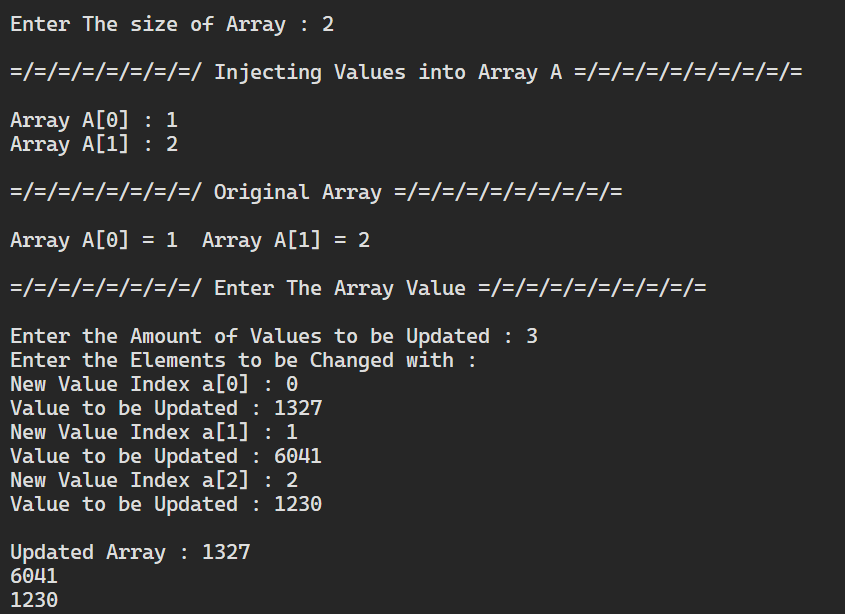 Enter The size of Array : 2
=/=/=/=/=/=/=/=/ Injecting Values into Array A =/=/=/=/=/=/=/=/=/=
Array A[0] : 1
Array A[1] : 2
=/=/=/=/=/=/=/=/ Original Array =/=/=/=/=/=/=/=/=/=
Array A[0] = 1  Array A[1] = 2
=/=/=/=/=/=/=/=/ Enter The Array Value =/=/=/=/=/=/=/=/=/=
Enter the Amount of Values to be Updated : 3
Enter the Elements to be Changed with :
New Value Index a[0] : 0
Value to be Updated : 1327
New Value Index a[1] : 1
Value to be Updated : 6041
New Value Index a[2] : 2
Value to be Updated : 1230
Updated Array : 1327
6041
1230